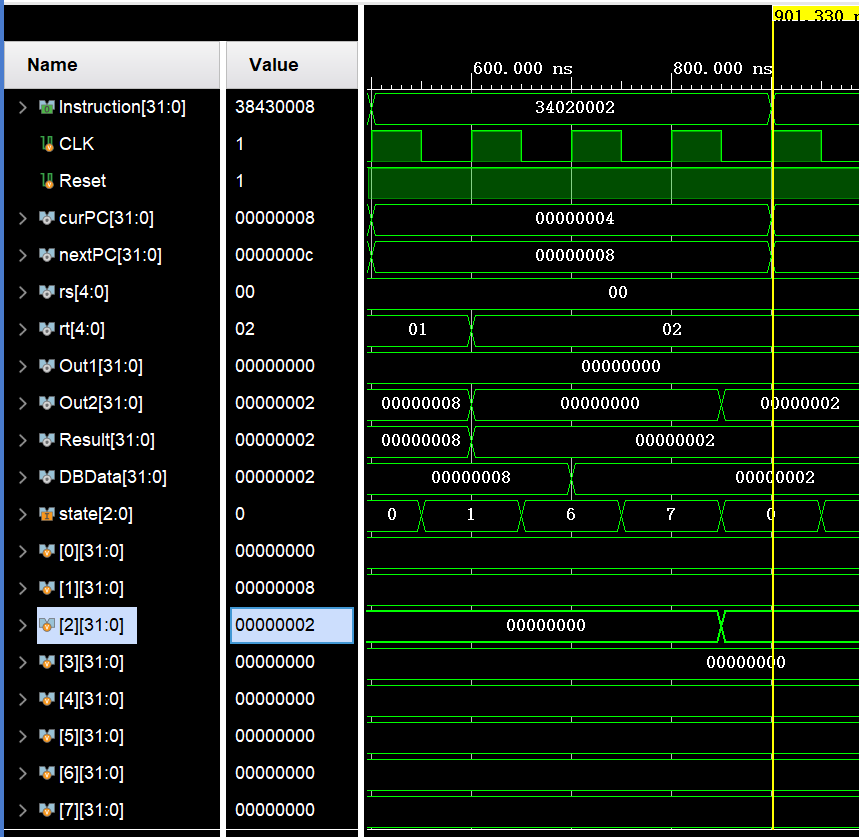 901.330 n
Name Value
600.000 ns 800.000 ns
Instruction[31:0] 38430008 34020002
CLK 1
Reset 1
curPC[31:0] 00000008 00000004
nextPC[31:0] 0000000c 00000008
rs[4:0] 00 00
rt[4:0] 02 01 02
Out1[31:0] 00000000 00000000
Out2[31:0] 00000002 00000008 00000000 00000002
Result[31:0] 00000002 00000008 00000002
DBData[31:0] 00000002 00000008 00000002
state[2:0] 0 0 1 6 7 0
[0][31:0] 00000000
[1][31:0] 00000008
[2][31:0] 00000002 00000000
[3][31:0] 00000000 00000000
[4][31:0] 00000000
[5][31:0] 00000000
[6][31:0] 00000000
[7][31:0] 00000000